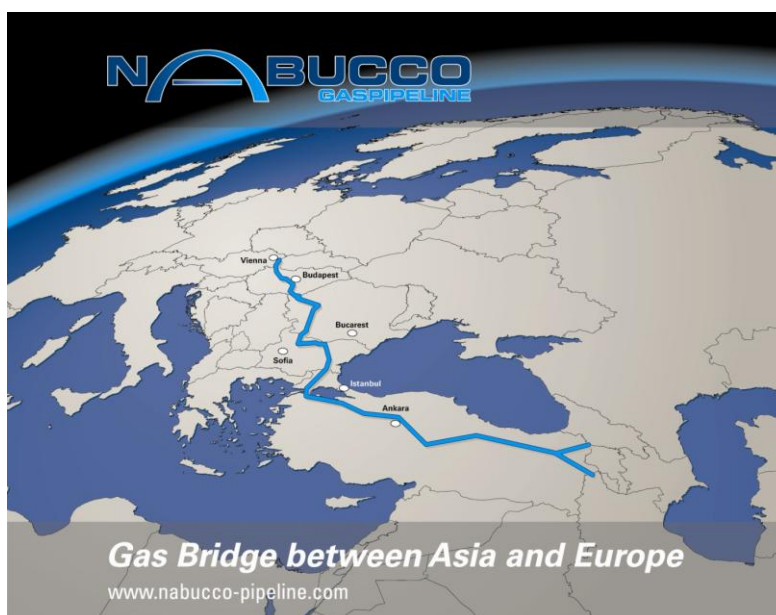 NABUCCO
GASPIPELINE
Vienna
Budapest
Bucarest
Sofia
Istanbul
Ankara
Gas Bridge between Asia and Europe
www.nabucco-pipeline.com